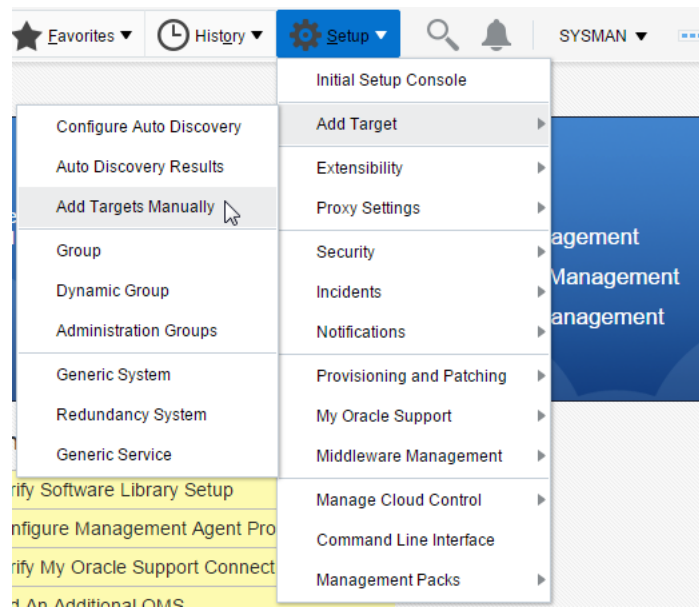 Favorites ▼ History ▼ Setup ▼ SYSMAN ▼
Initial Setup Console
Add Target
Extensibility
Proxy Settings
Security
Incidents
Notifications
Provisioning and Patching
My Oracle Support
Middleware Management
Manage Cloud Control
Command Line Interface
Management Packs
Configure Auto Discovery
Auto Discovery Results
Add Targets Manually
Group
Dynamic Group
Administration Groups
Generic System
Redundancy System
Generic Service
agement
Management
anagement
rify Software Library Setup
nfigure Management Agent Pro
rify My Oracle Support Connect
d An Additional OMS